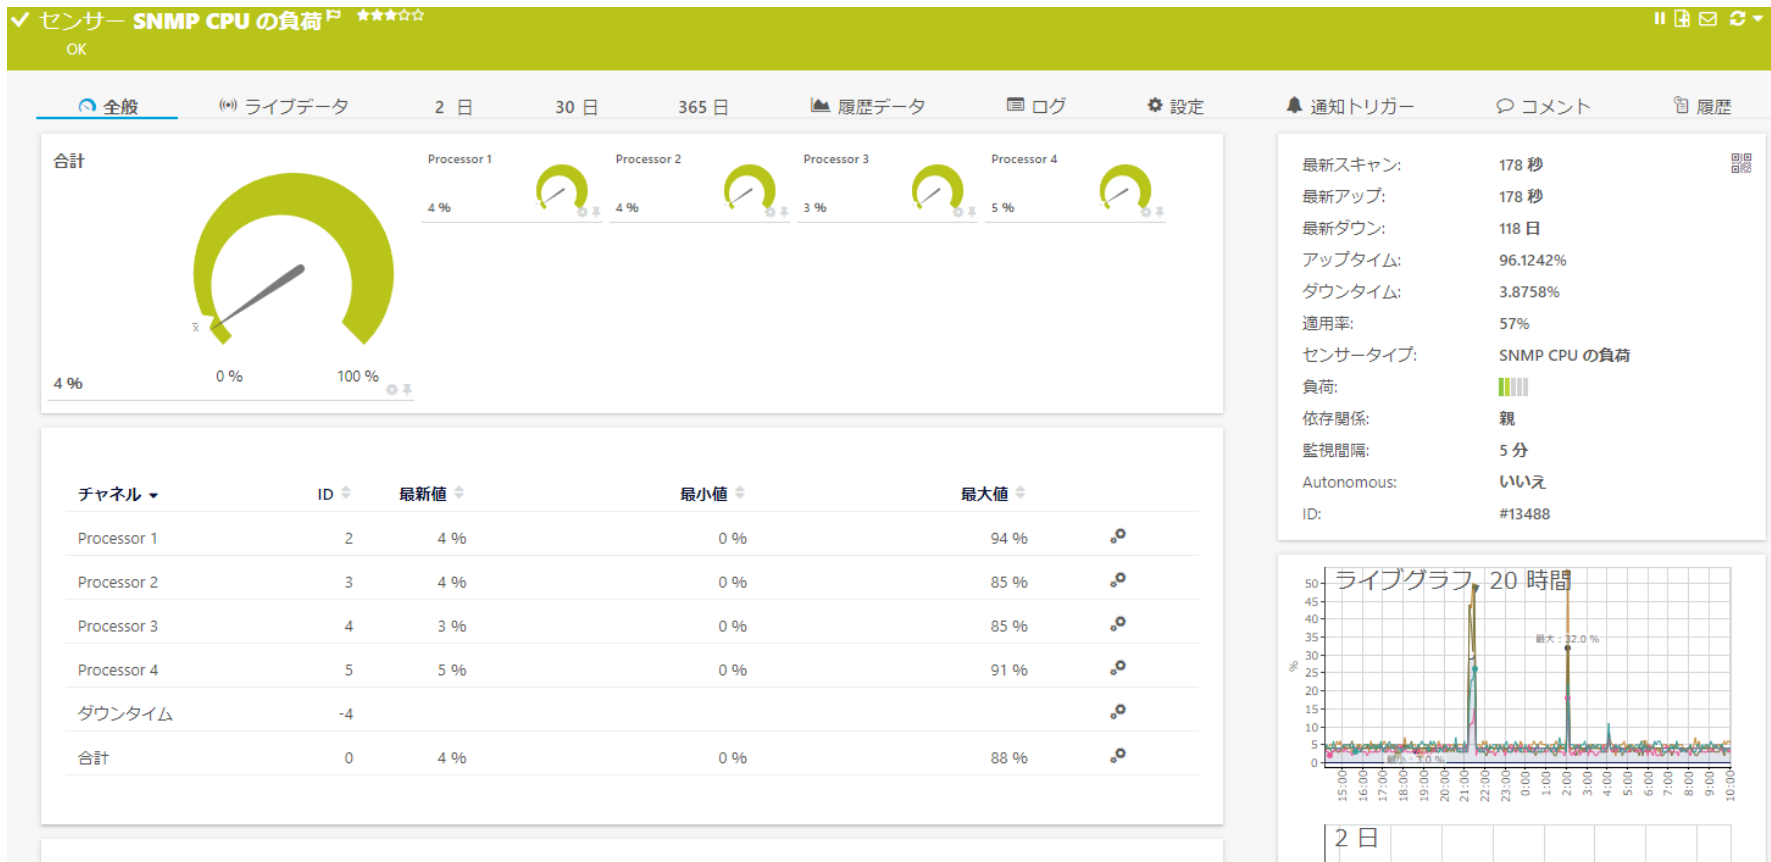 センサー SNMP CPU の負荷
OK
全般 ライブデータ 2 日 30 日 365 日 履歴データ ログ 設定 通知トリガー コメント 履歴
合計
4 %
0 %
100 %
Processor 1
4 %
Processor 2
4 %
Processor 3
3 %
Processor 4
5 %
チャネル ID 最新値 最小値 最大値
Processor 1 2 4 % 0 % 94 %
Processor 2 3 4 % 0 % 85 %
Processor 3 4 3 % 0 % 85 %
Processor 4 5 5 % 0 % 91 %
ダウンタイム -4
合計 0 4 % 0 % 88 %
最新スキャン: 178 秒
最新アップ: 178 秒
最新ダウン: 118 日
アップタイム: 96.1242%
ダウンタイム: 3.8758%
適用率: 57%
センサータイプ: SNMP CPU の負荷
負荷:
依存関係: 親
監視間隔: 5 分
Autonomous: いいえ
ID: #13488
ライブグラフ, 20 時間
50
45
40
35
30
25
20
15
10
5
0
%
最大 : 32.0 %
最小 : 3.0 %
15:00 16:00 17:00 18:00 19:00 20:00 21:00 22:00 23:00 0:00 1:00 2:00 3:00 4:00 5:00 6:00 7:00 8:00 9:00 10:00
2 日